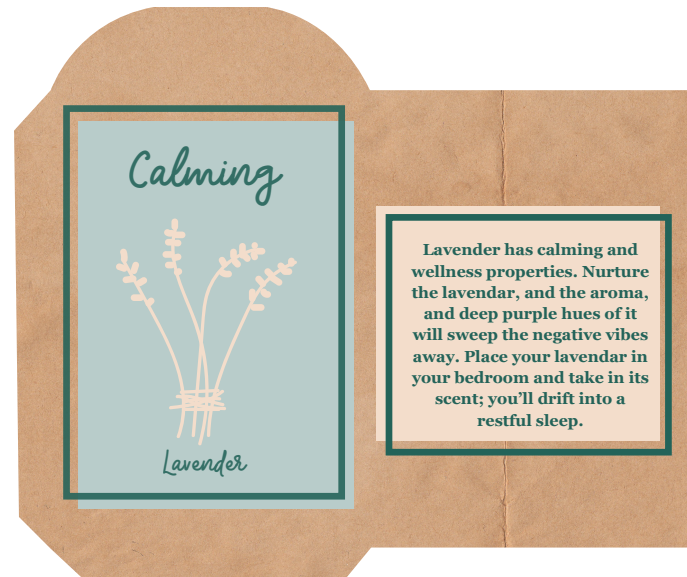 Calming
Lavender
Lavender has calming and
wellness properties. Nurture
the lavendar, and the aroma,
and deep purple hues of it
will sweep the negative vibes
away. Place your lavendar in
your bedroom and take in its
scent; you'll drift into a
restful sleep.